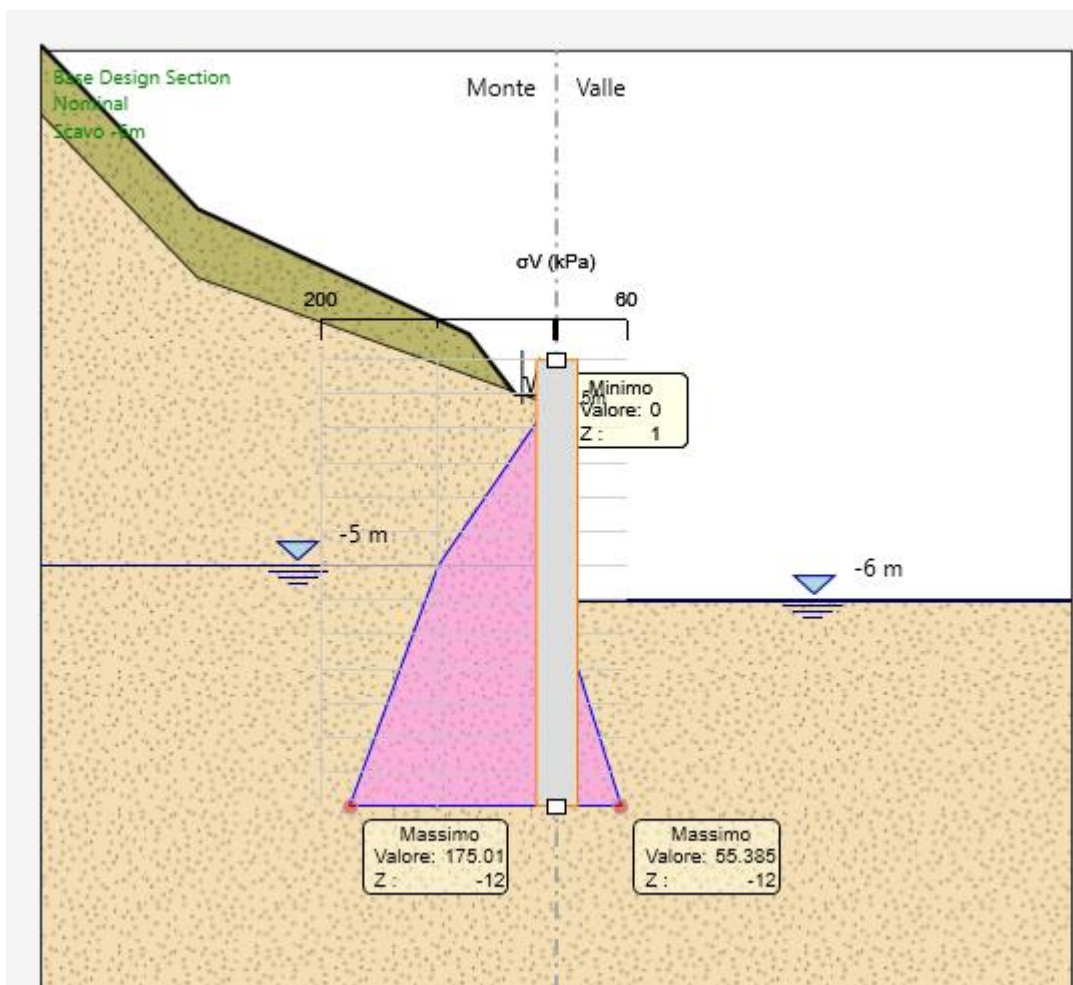 Base Design Section
Nominal
Scavo -6m
Monte
Valle
σV (kPa)
200
60
Minimo
Valore: 0
Z : 1
-5 m
-6 m
Massimo
Valore: 175.01
Z : -12
Massimo
Valore: 55.385
Z : -12